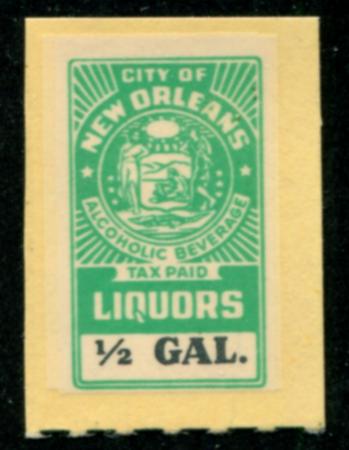 CITY OF
NEW ORLEANS
ALCOHOLIC BEVERAGE
TAX PAID
LIQUORS
½ GAL.